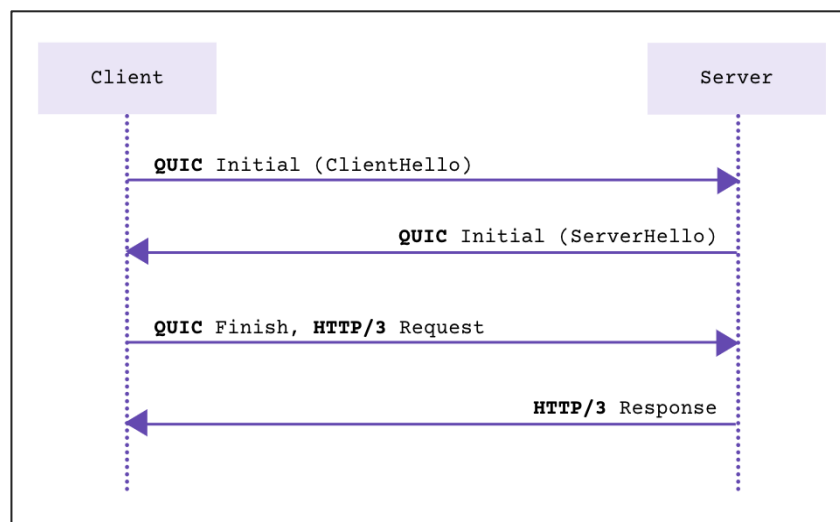 Client
Server
QUIC Initial (ClientHello)
QUIC Initial (ServerHello)
QUIC Finish, HTTP/3 Request
HTTP/3 Response